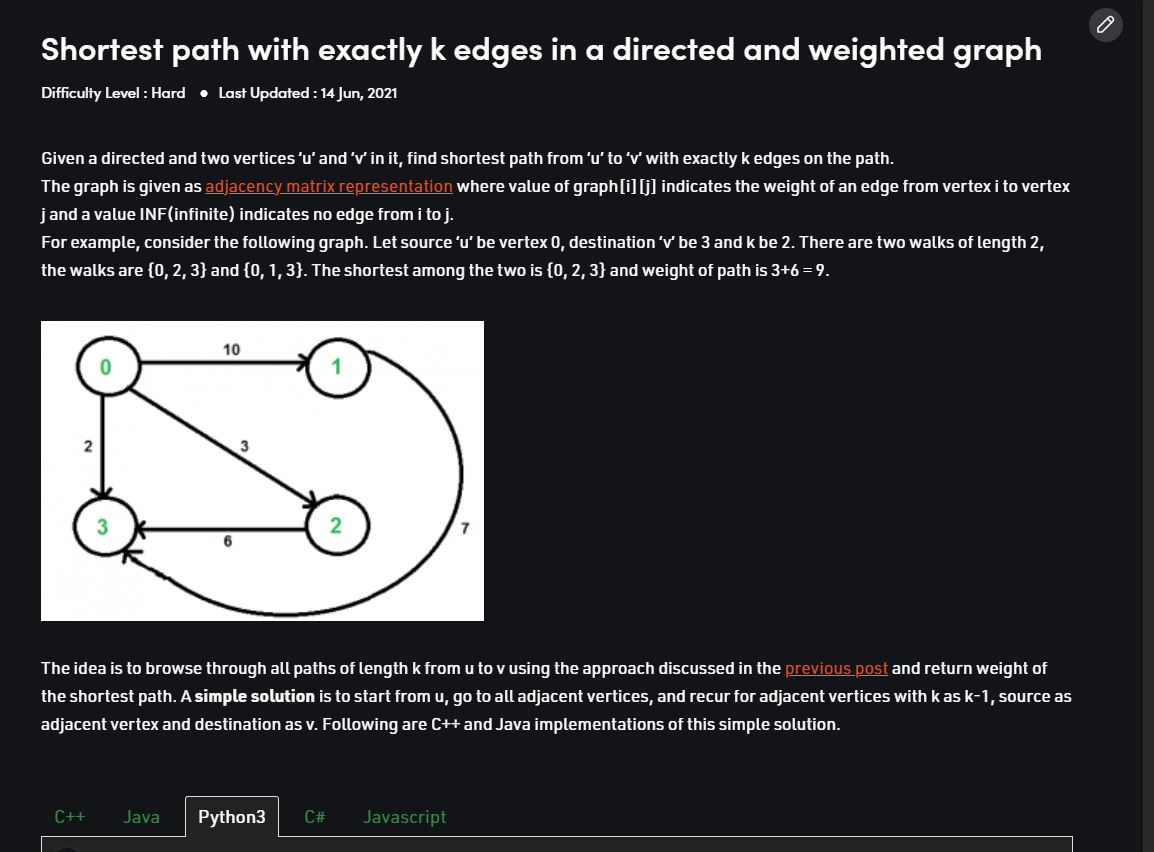 Shortest path with exactly k edges in a directed and weighted graph
Difficulty Level : Hard • Last Updated : 14 Jun, 2021
Given a directed and two vertices ‘u’ and ‘v’ in it, find shortest path from ‘u’ to ‘v’ with exactly k edges on the path.
The graph is given as adjacency matrix representation where value of graph[i][j] indicates the weight of an edge from vertex i to vertex
j and a value INF(infinite) indicates no edge from i to j.
For example, consider the following graph. Let source ‘u’ be vertex 0, destination ‘v’ be 3 and k be 2. There are two walks of length 2,
the walks are {0, 2, 3} and {0, 1, 3}. The shortest among the two is {0, 2, 3} and weight of path is 3+6 = 9.
10
0
1
2
3
3
2
6
7
The idea is to browse through all paths of length k from u to v using the approach discussed in the previous post and return weight of
the shortest path. A simple solution is to start from u, go to all adjacent vertices, and recur for adjacent vertices with k as k-1, source as
adjacent vertex and destination as v. Following are C++ and Java implementations of this simple solution.
C++ Java Python3 C# Javascript